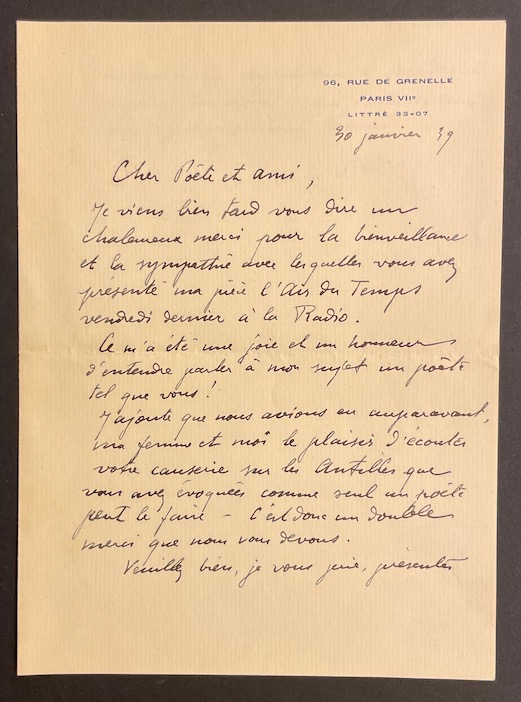 96, RUE DE GRENELLE
PARIS VIIe
LITTRÉ 33-07
30 janvier 39
Cher Poète et ami,
Je viens bien tard vous dire un
chaleureux merci pour la bienveillance
et la sympathie avec lesquelles vous avez
présenté ma pièce l'Air du Temps
vendredi dernier à la Radio.
Ce m'a été une joie et un honneur
d'entendre parler à mon sujet un poète
tel que vous !
J'ajoute que nous avions eu auparavant,
ma femme et moi le plaisir d'écouter
votre causerie sur les Antilles que
vous avez évoquées comme seul un poète
peut le faire – C'est donc un double
merci que nous vous devons.
Veuillez bien, je vous prie, présenter